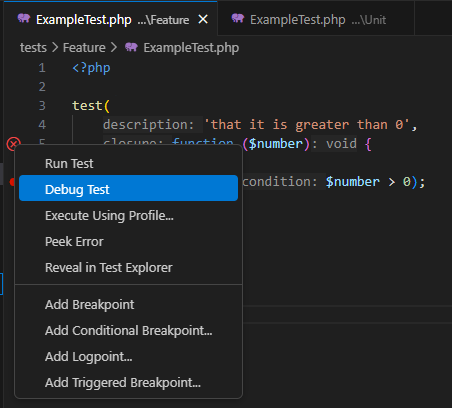 ExampleTest.php ...\Feature
ExampleTest.php ...\Unit
tests > Feature > ExampleTest.php
1 <?php
2
3 test(
4 description: 'that it is greater than 0',
5 closure: function ($number): void {
condition: $number > 0);
Run Test
Debug Test
Execute Using Profile...
Peek Error
Reveal in Test Explorer
Add Breakpoint
Add Conditional Breakpoint...
Add Logpoint...
Add Triggered Breakpoint...